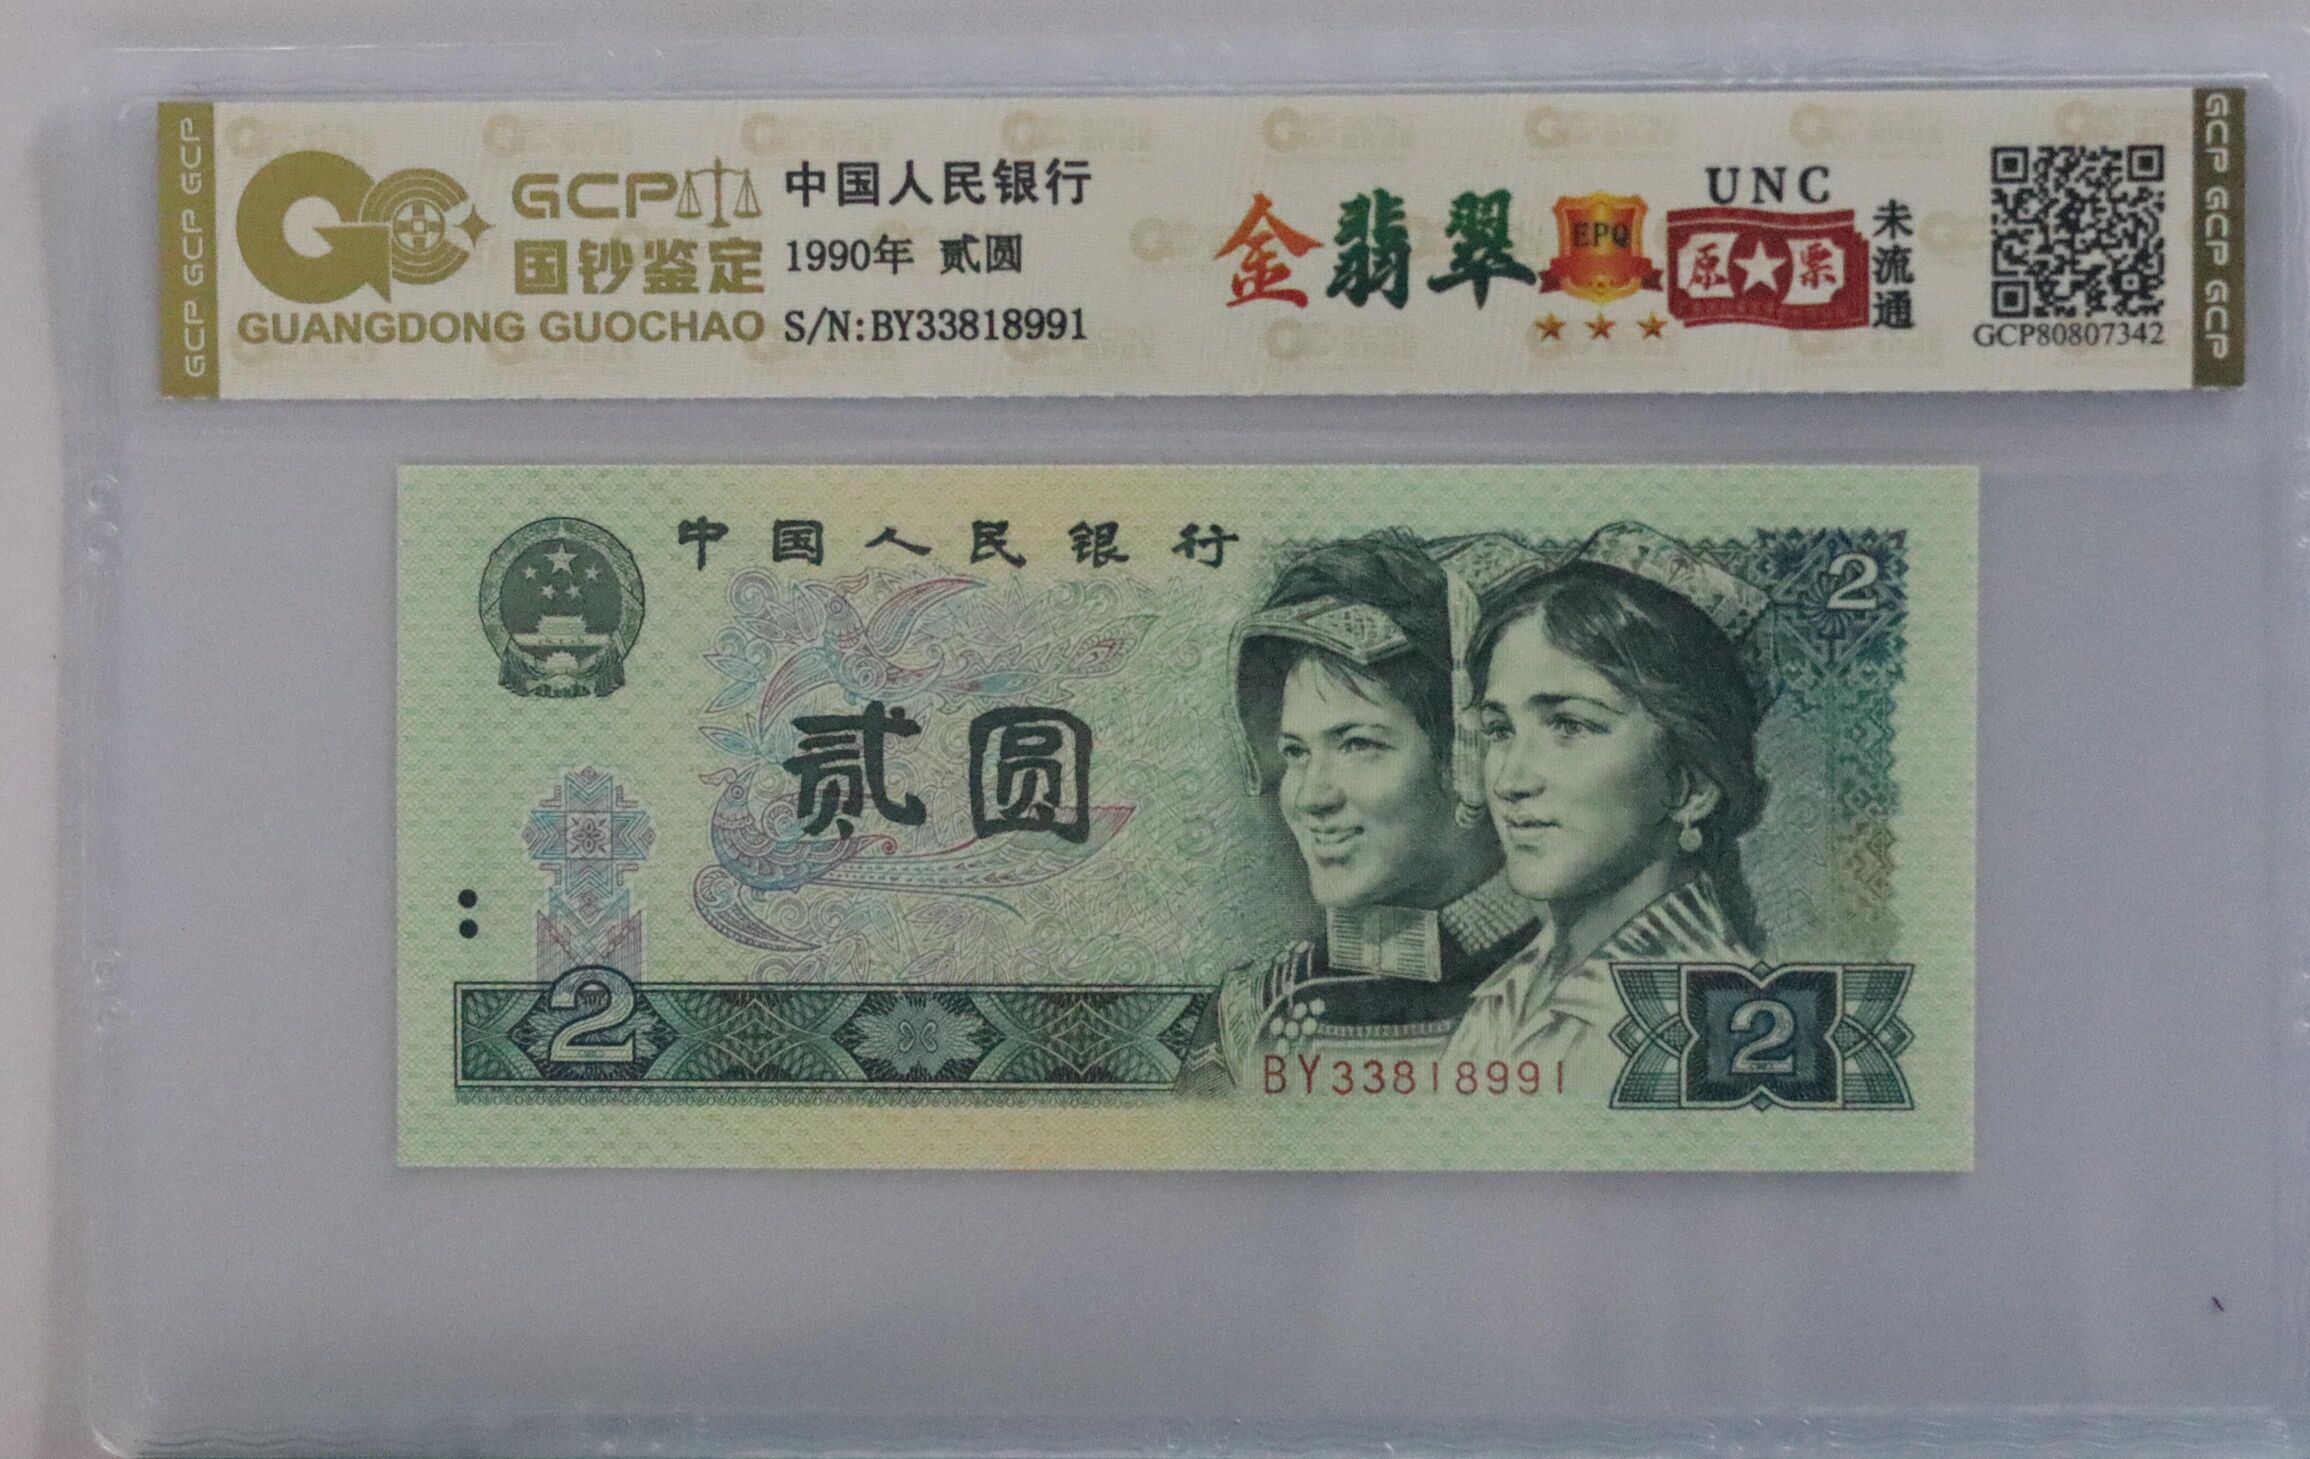 GCP GCP GCP
GCP
国钞鉴定
GUANGDONG GUOCHAO
中国人民银行
1990年 贰圆
S/N:BY33818991
金翡翠
EPQ
UNC
原票
未流通
GCP80807342
GCP GCP GCP
中国人民银行
2
贰圆
2
BY33818991
2